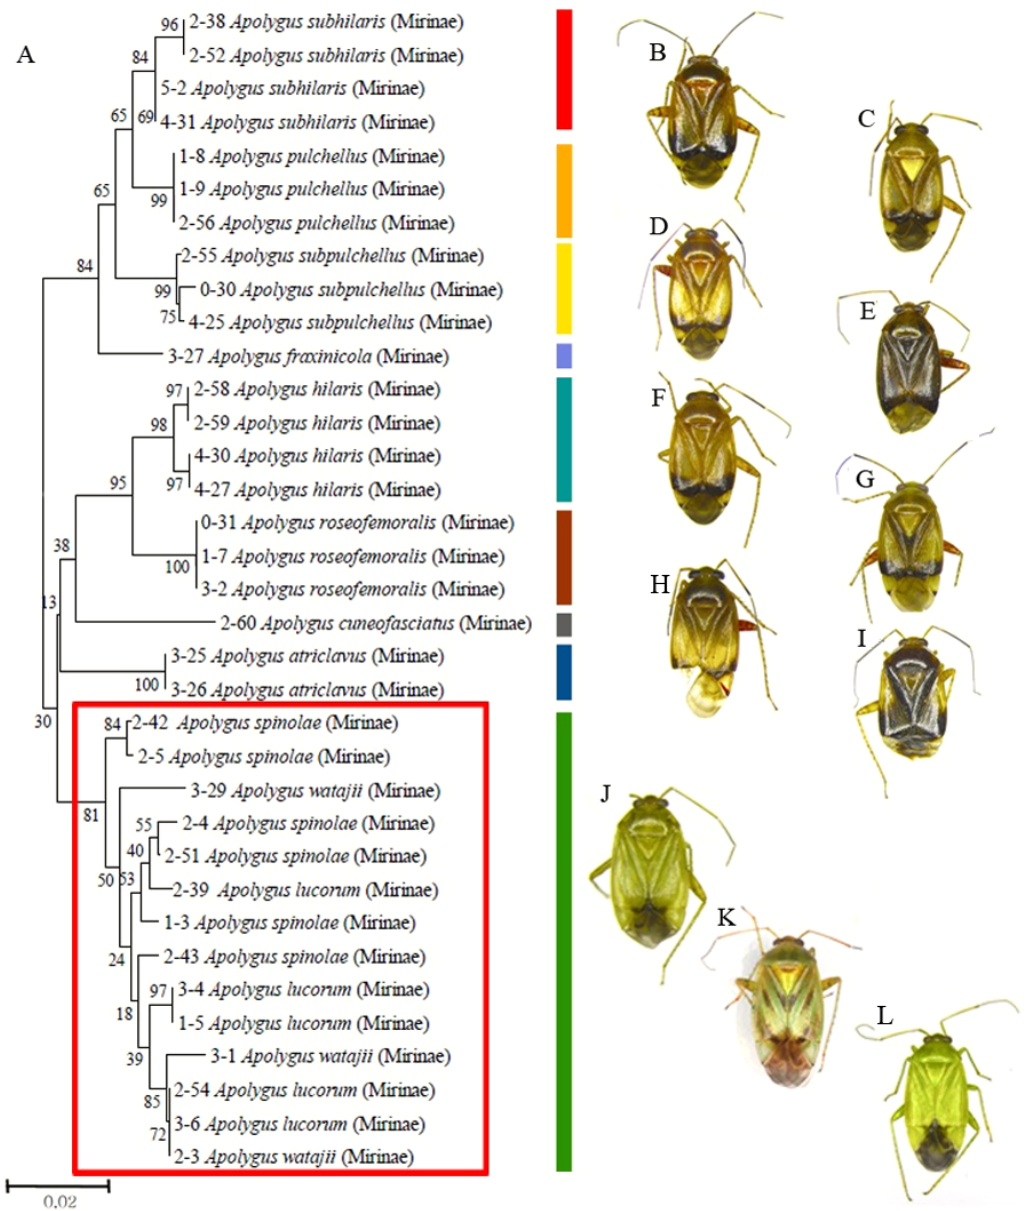 A
96
2-38 Apolygus subhilaris (Mirinae)
2-52 Apolygus subhilaris (Mirinae)
84
5-2 Apolygus subhilaris (Mirinae)
69
4-31 Apolygus subhilaris (Mirinae)
65
1-8 Apolygus pulchellus (Mirinae)
1-9 Apolygus pulchellus (Mirinae)
99
2-56 Apolygus pulchellus (Mirinae)
65
2-55 Apolygus subpulchellus (Mirinae)
99
0-30 Apolygus subpulchellus (Mirinae)
75
4-25 Apolygus subpulchellus (Mirinae)
84
3-27 Apolygus fraxinicola (Mirinae)
97
2-58 Apolygus hilaris (Mirinae)
2-59 Apolygus hilaris (Mirinae)
98
4-30 Apolygus hilaris (Mirinae)
97
4-27 Apolygus hilaris (Mirinae)
95
0-31 Apolygus roseofemoralis (Mirinae)
1-7 Apolygus roseofemoralis (Mirinae)
100
3-2 Apolygus roseofemoralis (Mirinae)
38
2-60 Apolygus cuneofasciatus (Mirinae)
13
3-25 Apolygus atriclavus (Mirinae)
100
3-26 Apolygus atriclavus (Mirinae)
30
84
2-42 Apolygus spinolae (Mirinae)
2-5 Apolygus spinolae (Mirinae)
81
3-29 Apolygus watajii (Mirinae)
55
2-4 Apolygus spinolae (Mirinae)
40
2-51 Apolygus spinolae (Mirinae)
50
53
2-39 Apolygus lucorum (Mirinae)
1-3 Apolygus spinolae (Mirinae)
24
2-43 Apolygus spinolae (Mirinae)
97
3-4 Apolygus lucorum (Mirinae)
18
1-5 Apolygus lucorum (Mirinae)
39
3-1 Apolygus watajii (Mirinae)
85
2-54 Apolygus lucorum (Mirinae)
72
3-6 Apolygus lucorum (Mirinae)
2-3 Apolygus watajii (Mirinae)
0.02
B
C
D
E
F
G
H
I
J
K
L